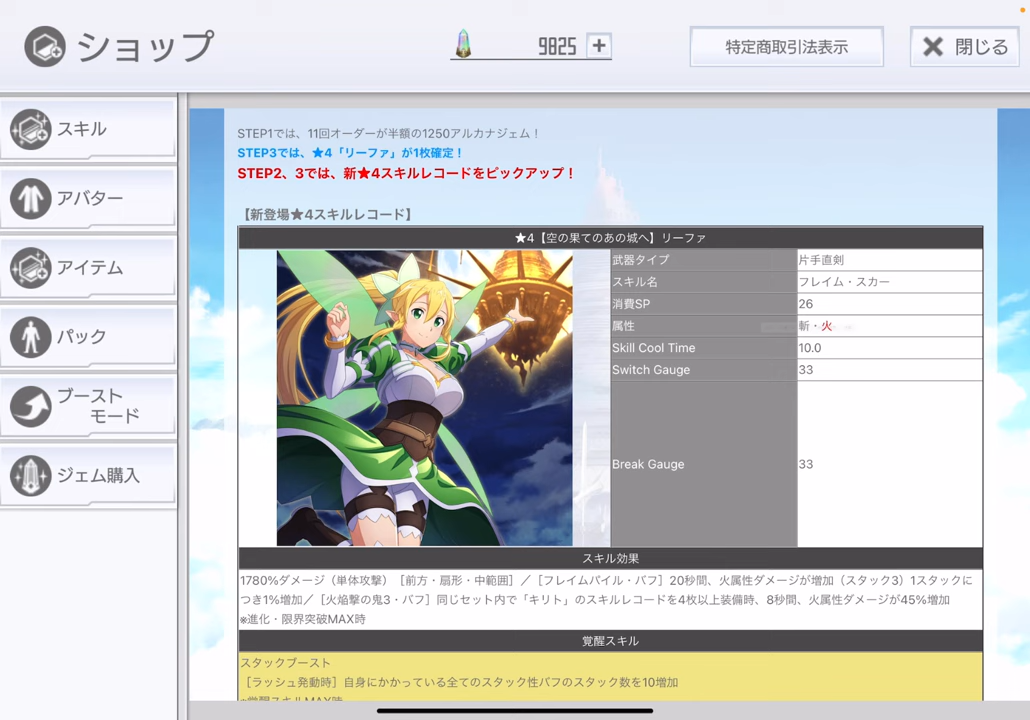 ショップ
9825
特定商取引法表示
閉じる
スキル
アバター
アイテム
パック
ブースト
モード
ジェム購入
STEP1では、11回オーダーが半額の1250アルカナジェム！
STEP3では、★4「リーファ」が1枚確定！
STEP2、3では、新★4スキルレコードをピックアップ！
【新登場★4スキルレコード】
★4【空の果てのあの城へ】リーファ
武器タイプ 片手直剣
スキル名 フレイム・スカー
消費SP 26
属性 斬・火
Skill Cool Time 10.0
Switch Gauge 33
Break Gauge 33
スキル効果
1780%ダメージ（単体攻撃）［前方・扇形・中範囲］／［フレイムパイル・バフ］20秒間、火属性ダメージが増加（スタック3）1スタックに
つき1%増加／［火焔撃の鬼3・バフ］同じセット内で「キリト」のスキルレコードを4枚以上装備時、8秒間、火属性ダメージが45%増加
※進化・限界突破MAX時
覚醒スキル
スタックブースト
［ラッシュ発動時］自身にかかっている全てのスタック性バフのスタック数を10増加
※覚醒スキルMAX時